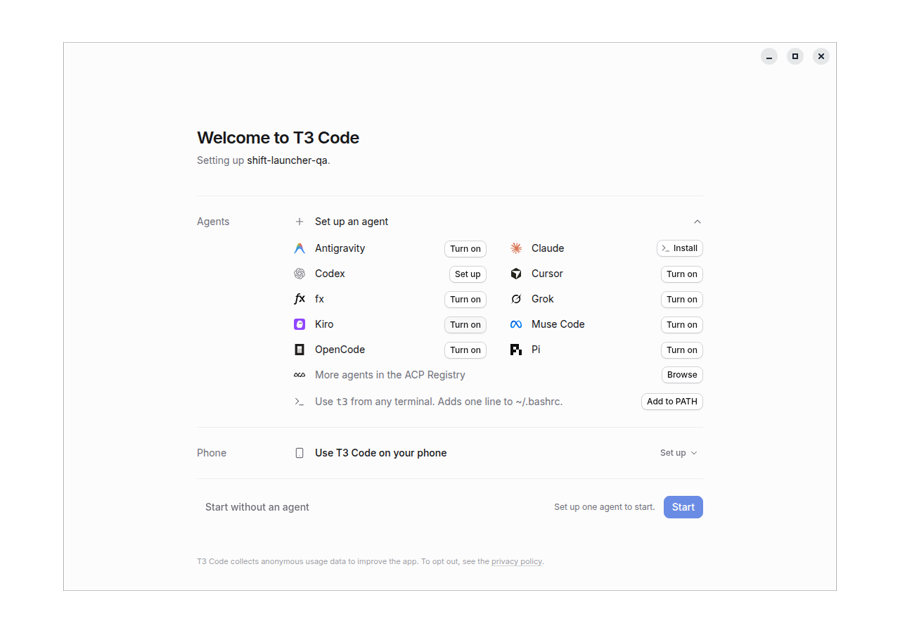 Welcome to T3 Code
Setting up shift-launcher-qa.
Agents
Set up an agent
Antigravity Turn on
Claude Install
Codex Set up
Cursor Turn on
fx fx Turn on
Grok Turn on
Kiro Turn on
Muse Code Turn on
OpenCode Turn on
Pi Turn on
More agents in the ACP Registry Browse
Use t3 from any terminal. Adds one line to ~/.bashrc. Add to PATH
Phone Use T3 Code on your phone Set up
Start without an agent Set up one agent to start. Start
T3 Code collects anonymous usage data to improve the app. To opt out, see the privacy policy.